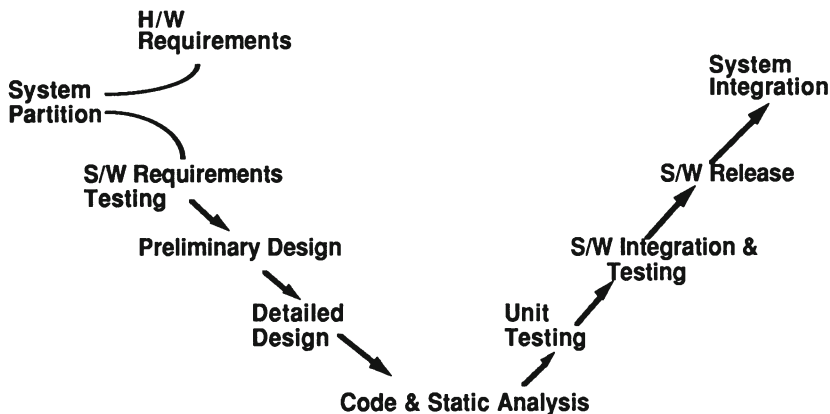 H/W
Requirements
System
Partition
S/W Requirements
Testing
Preliminary Design
Detailed
Design
Code & Static Analysis
Unit
Testing
S/W Integration &
Testing
S/W Release
System
Integration